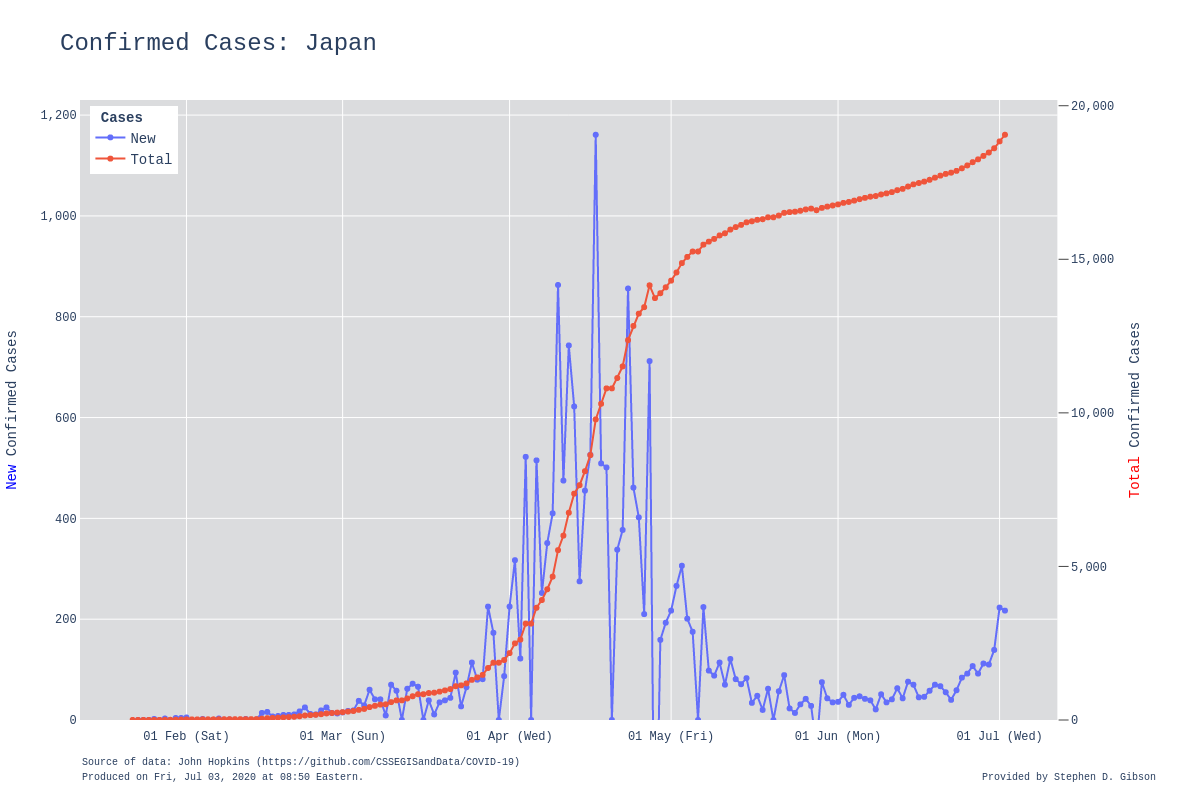 Confirmed Cases: Japan
Cases
New
Total
1,200
1,000
800
600
400
200
0
20,000
15,000
10,000
5,000
0
New Confirmed Cases
Total Confirmed Cases
01 Feb (Sat) 01 Mar (Sun) 01 Apr (Wed) 01 May (Fri) 01 Jun (Mon) 01 Jul (Wed)
Source of data: John Hopkins (https://github.com/CSSEGISandData/COVID-19)
Produced on Fri, Jul 03, 2020 at 08:50 Eastern.
Provided by Stephen D. Gibson